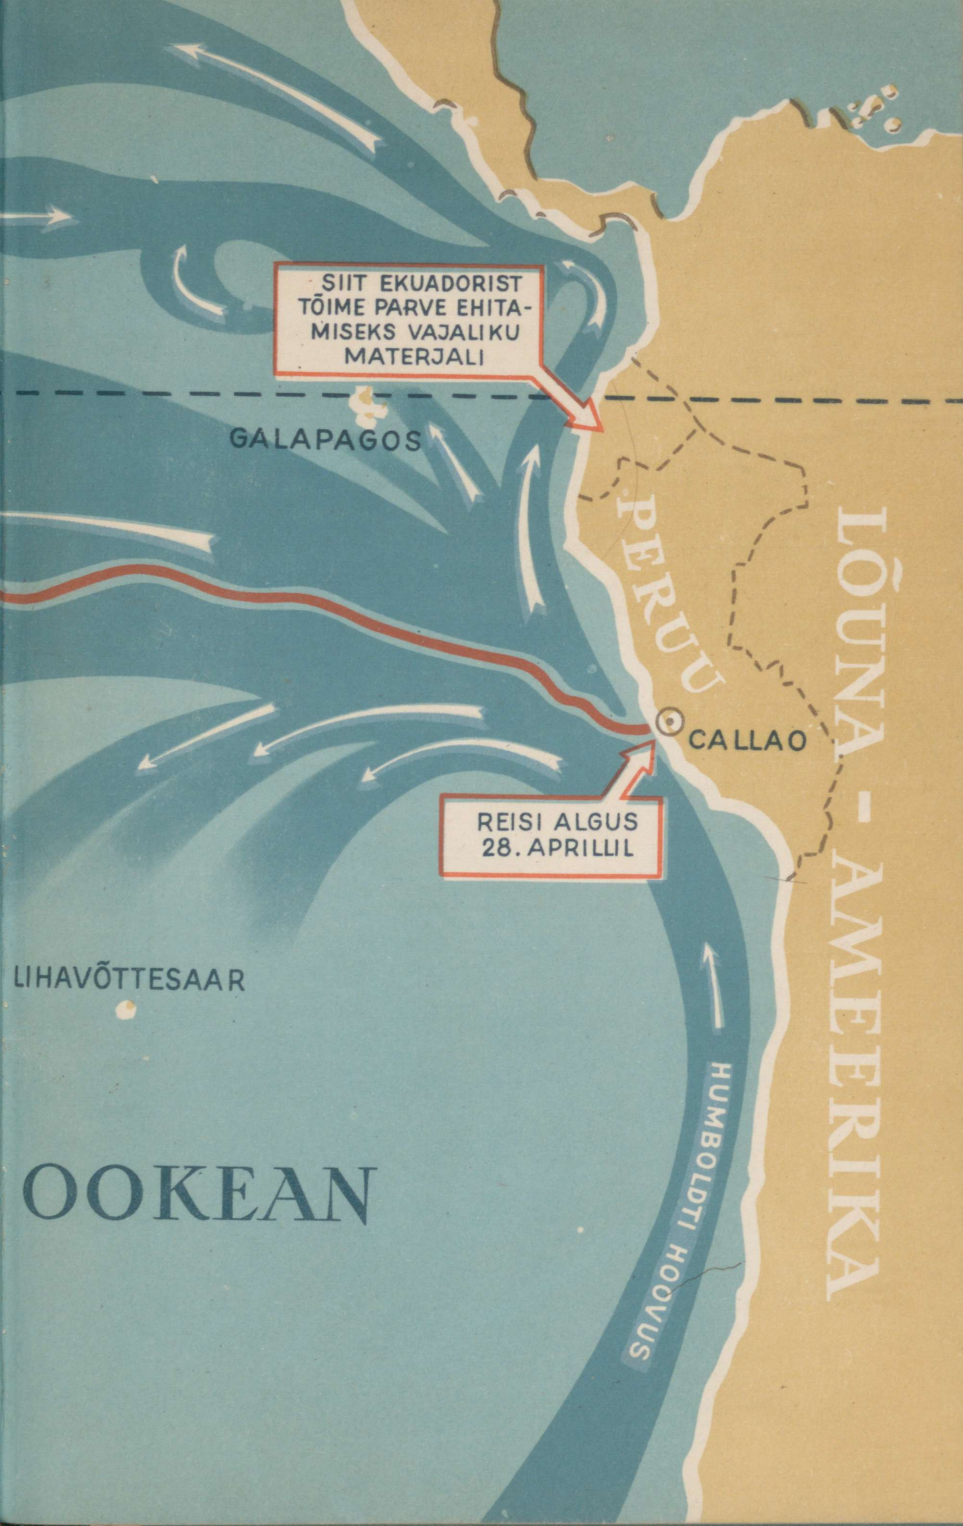 SIIT EKUADORIST
TÕIME PARVE EHITA-
MISEKS VAJALIKU
MATERJALI
GALAPAGOS
PERUU
LÕUNA-AMEERIKA
CALLAO
REISI ALGUS
28. APRILLIL
LIHAVÕTTESAAR
OOKEAN
HUMBOLDTI HOOVUS